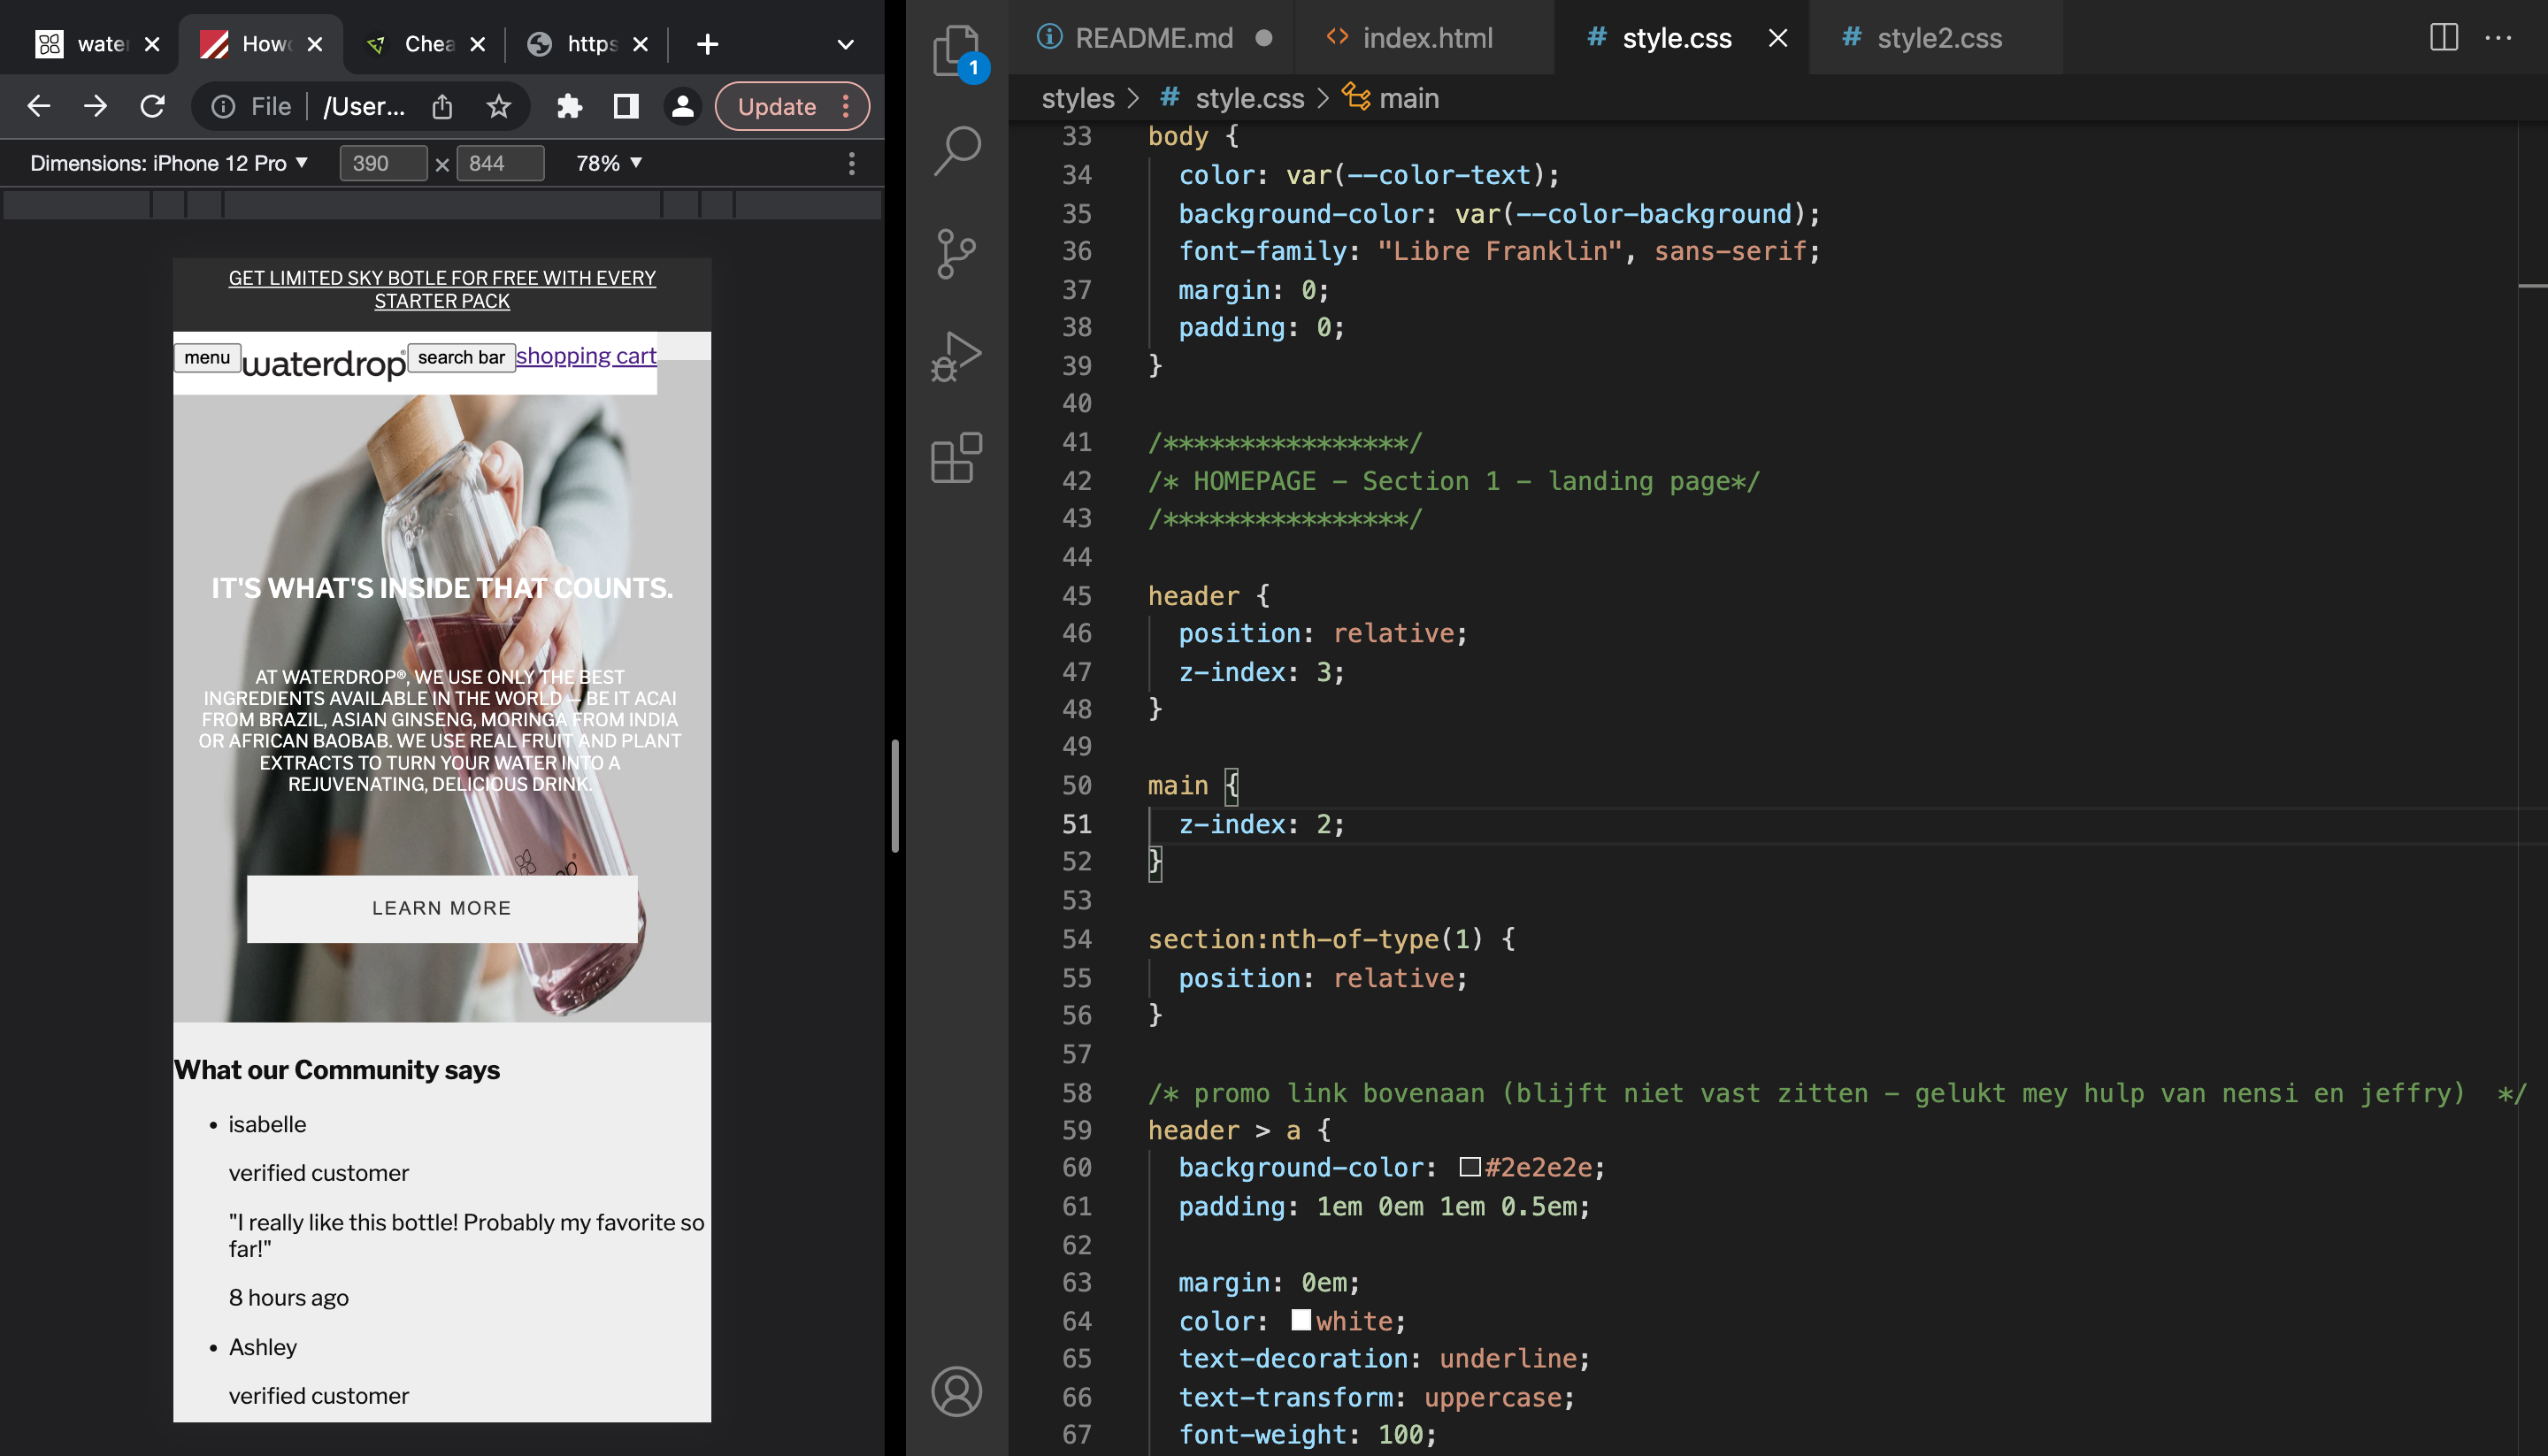 water
Howo
Chea
https
File
/User...
Update
Dimensions: iPhone 12 Pro
390 × 844
78%
GET LIMITED SKY BOTLE FOR FREE WITH EVERY
STARTER PACK
menu
waterdrop®
search bar
shopping cart
IT'S WHAT'S INSIDE THAT COUNTS.
AT WATERDROP®, WE USE ONLY THE BEST
INGREDIENTS AVAILABLE IN THE WORLD — BE IT ACAI
FROM BRAZIL, ASIAN GINSENG, MORINGA FROM INDIA
OR AFRICAN BAOBAB. WE USE REAL FRUIT AND PLANT
EXTRACTS TO TURN YOUR WATER INTO A
REJUVENATING, DELICIOUS DRINK.
LEARN MORE
What our Community says
• isabelle
verified customer
"I really like this bottle! Probably my favorite so
far!"
8 hours ago
• Ashley
verified customer
1
README.md
index.html
# style.css
# style2.css
styles > # style.css > main
33 body {
34 color: var(--color-text);
35 background-color: var(--color-background);
36 font-family: "Libre Franklin", sans-serif;
37 margin: 0;
38 padding: 0;
39 }
40
41 /****************/
42 /* HOMEPAGE - Section 1 - landing page*/
43 /****************/
44
45 header {
46 position: relative;
47 z-index: 3;
48 }
49
50 main {
51 z-index: 2;
52 }
53
54 section:nth-of-type(1) {
55 position: relative;
56 }
57
58 /* promo link bovenaan (blijft niet vast zitten - gelukt mey hulp van nensi en jeffry)  */
59 header > a {
60 background-color: #2e2e2e;
61 padding: 1em 0em 1em 0.5em;
62
63 margin: 0em;
64 color: white;
65 text-decoration: underline;
66 text-transform: uppercase;
67 font-weight: 100;